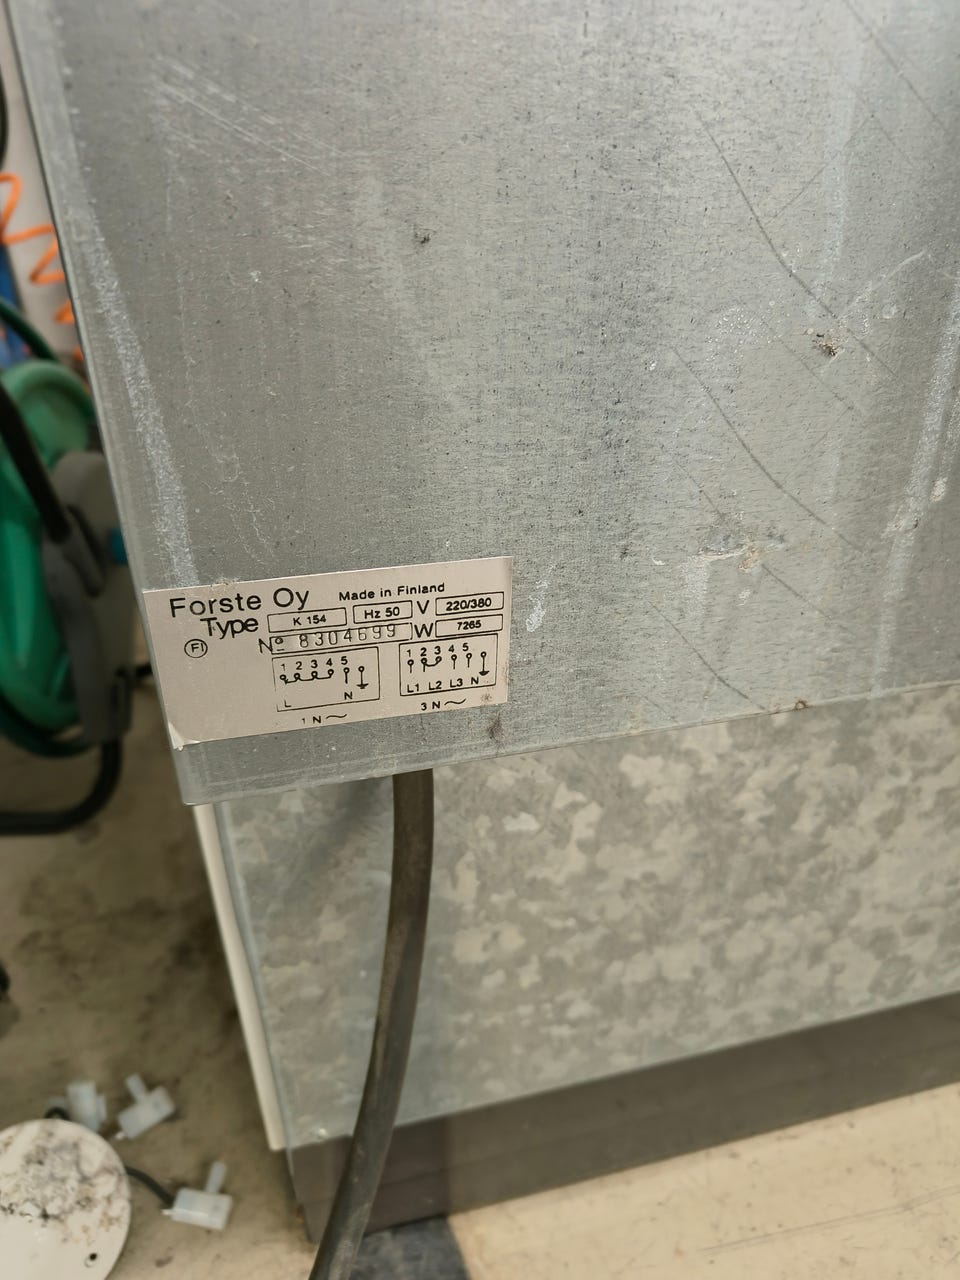 Forste Oy Made in Finland
Type K 154 Hz 50 V 220/380
FI № 8304699 W 7265
1 2 3 4 5
L N
1 N ~
1 2 3 4 5
L1 L2 L3 N
3 N ~